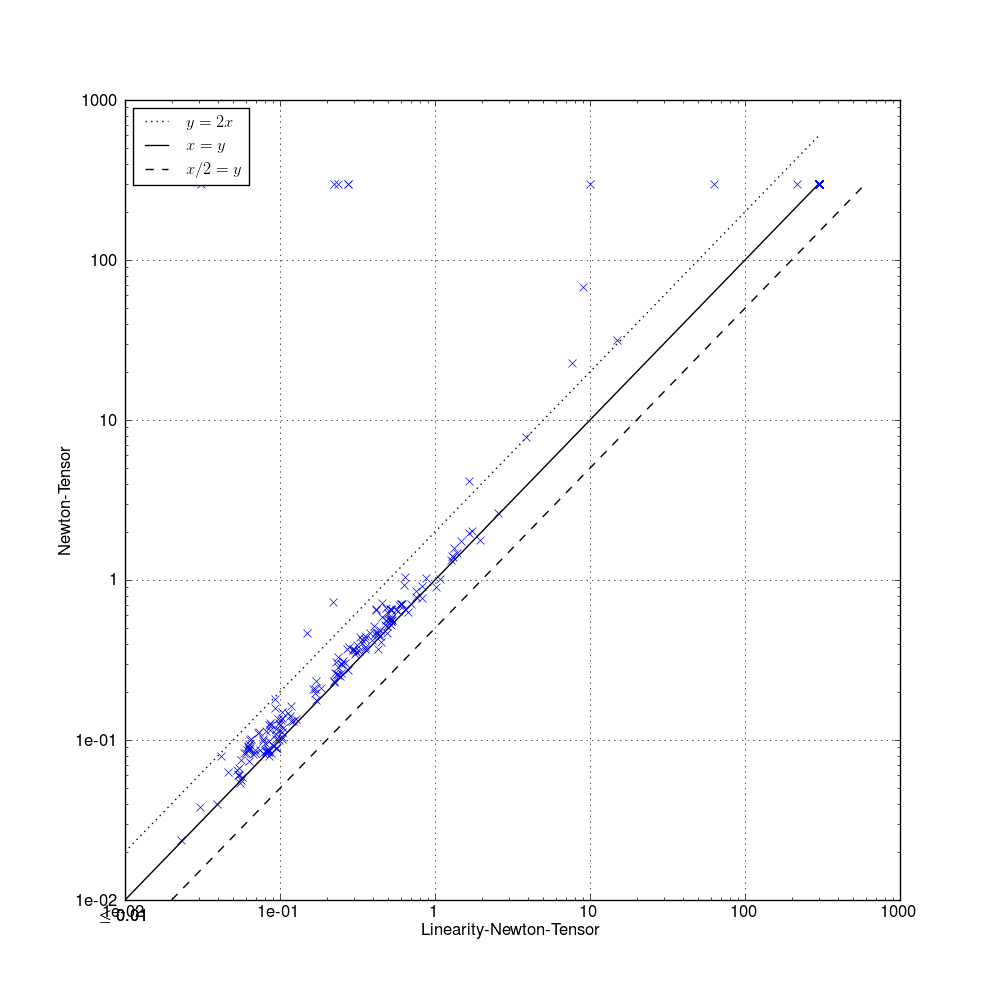 1000
y = 2x
x = y
x/2 = y
100
10
1
1e-01
1e-02
Newton-Tensor
1e-01 1 10 100 1000
Linearity-Newton-Tensor